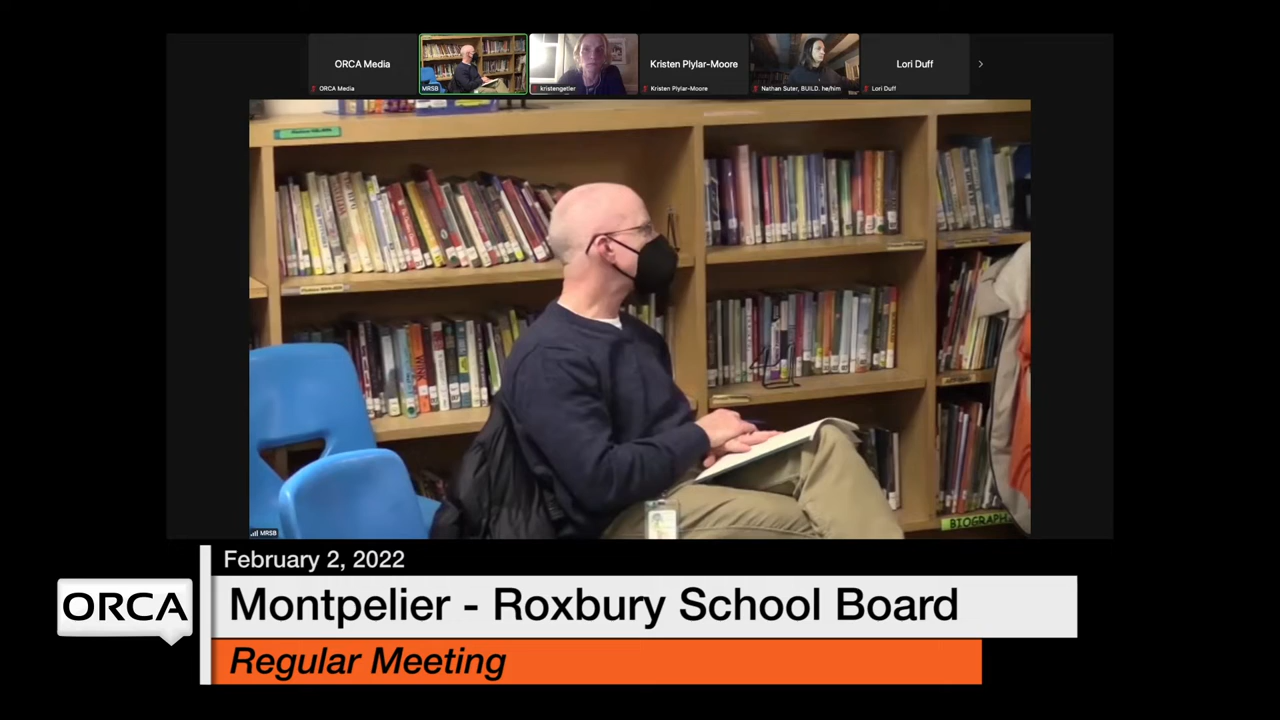 ORCA Media
Kristen Plylar-Moore
Lori Duff
ORCA Media
MRSB
kristengetler
Kristen Plylar-Moore
Nathan Suter, BUILD. he/him
Lori Duff
MRSB
February 2, 2022
ORCA
Montpelier - Roxbury School Board
Regular Meeting